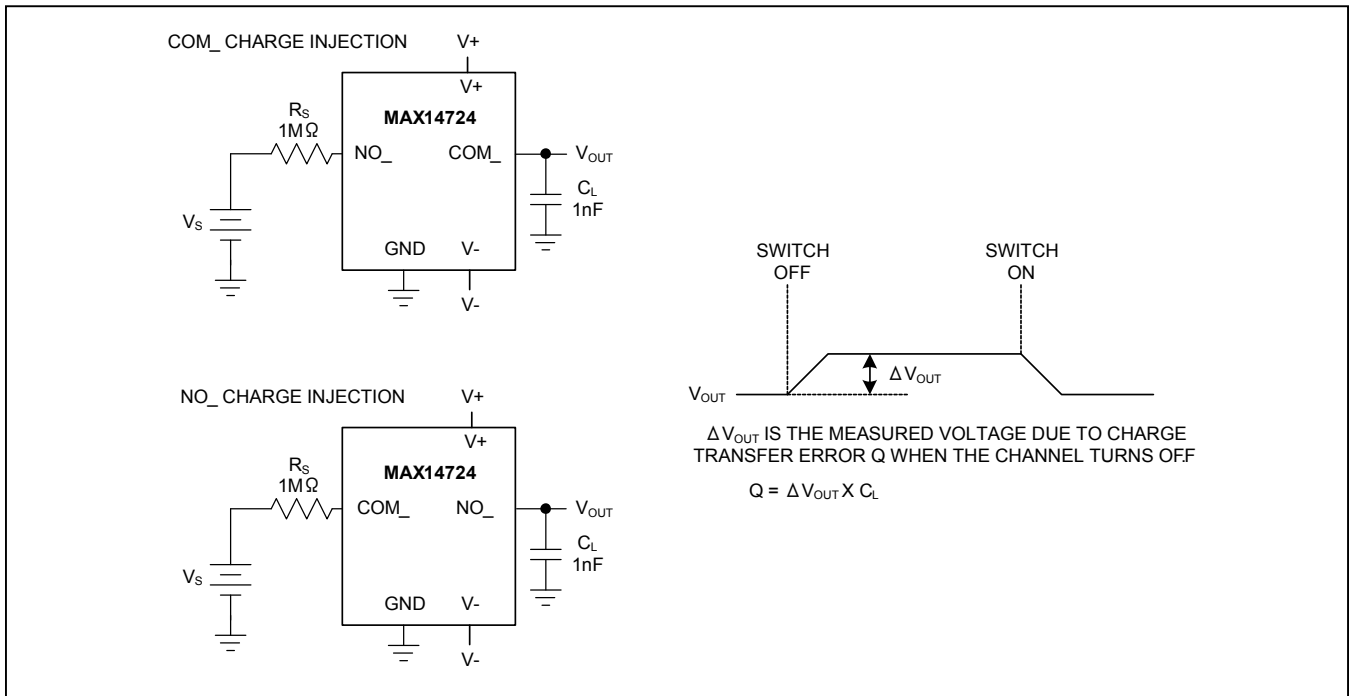 COM_ CHARGE INJECTION
V+
V+
MAX14724
RS
1MΩ
NO_
COM_
VOUT
CL
1nF
VS
GND
V-
V-
NO_ CHARGE INJECTION
V+
V+
MAX14724
RS
1MΩ
COM_
NO_
VOUT
CL
1nF
VS
GND
V-
V-
SWITCH
OFF
SWITCH
ON
ΔVOUT
VOUT
ΔVOUT IS THE MEASURED VOLTAGE DUE TO CHARGE
TRANSFER ERROR Q WHEN THE CHANNEL TURNS OF.F
Q = ΔVOUT X CL